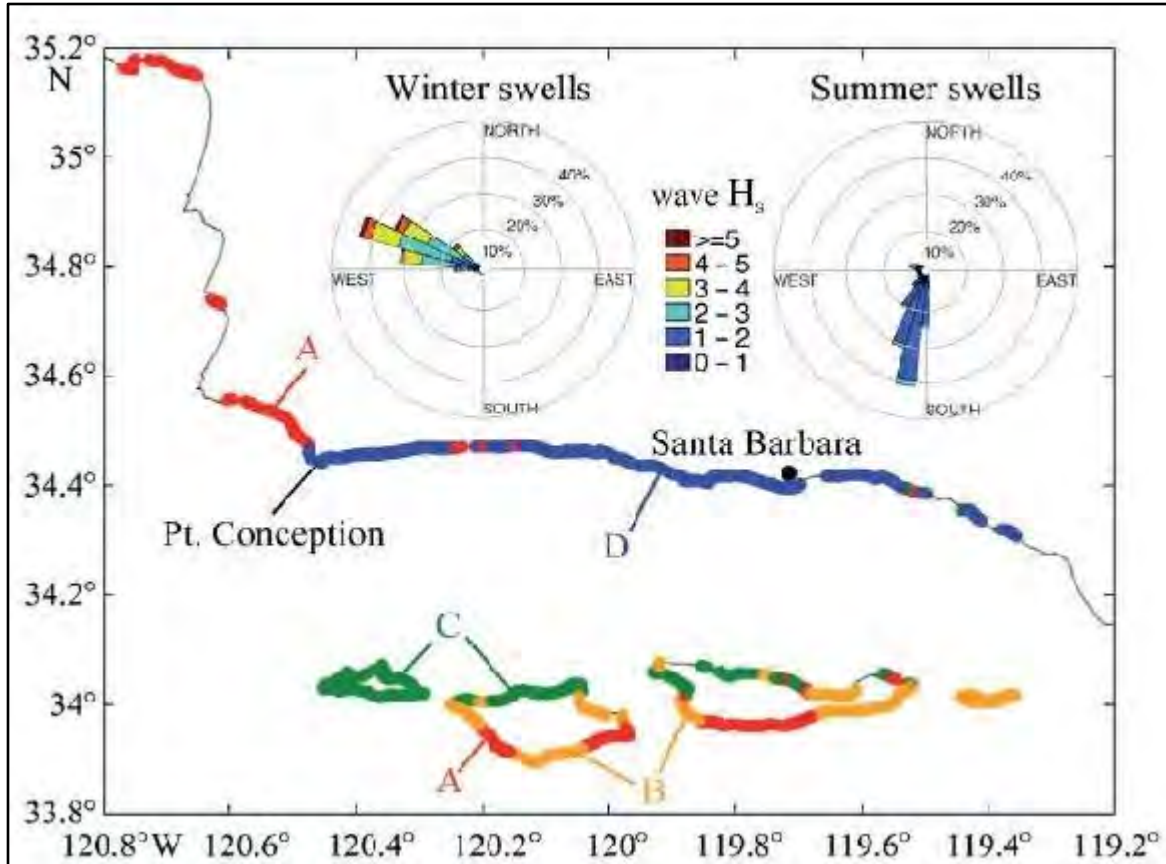 35.2°
N
35°
34.8°
34.6°
34.4°
34.2°
34°
33.8°
120.8°W
120.6°
120.4°
120.2°
120°
119.8°
119.6°
119.4°
119.2°
Winter swells
NORTH
40%
30%
20%
10%
WEST
EAST
SOUTH
wave Hs
>=5
4 - 5
3 - 4
2 - 3
1 - 2
0 - 1
Summer swells
NORTH
40%
30%
20%
10%
WEST
EAST
SOUTH
A
Santa Barbara
Pt. Conception
D
C
A
B